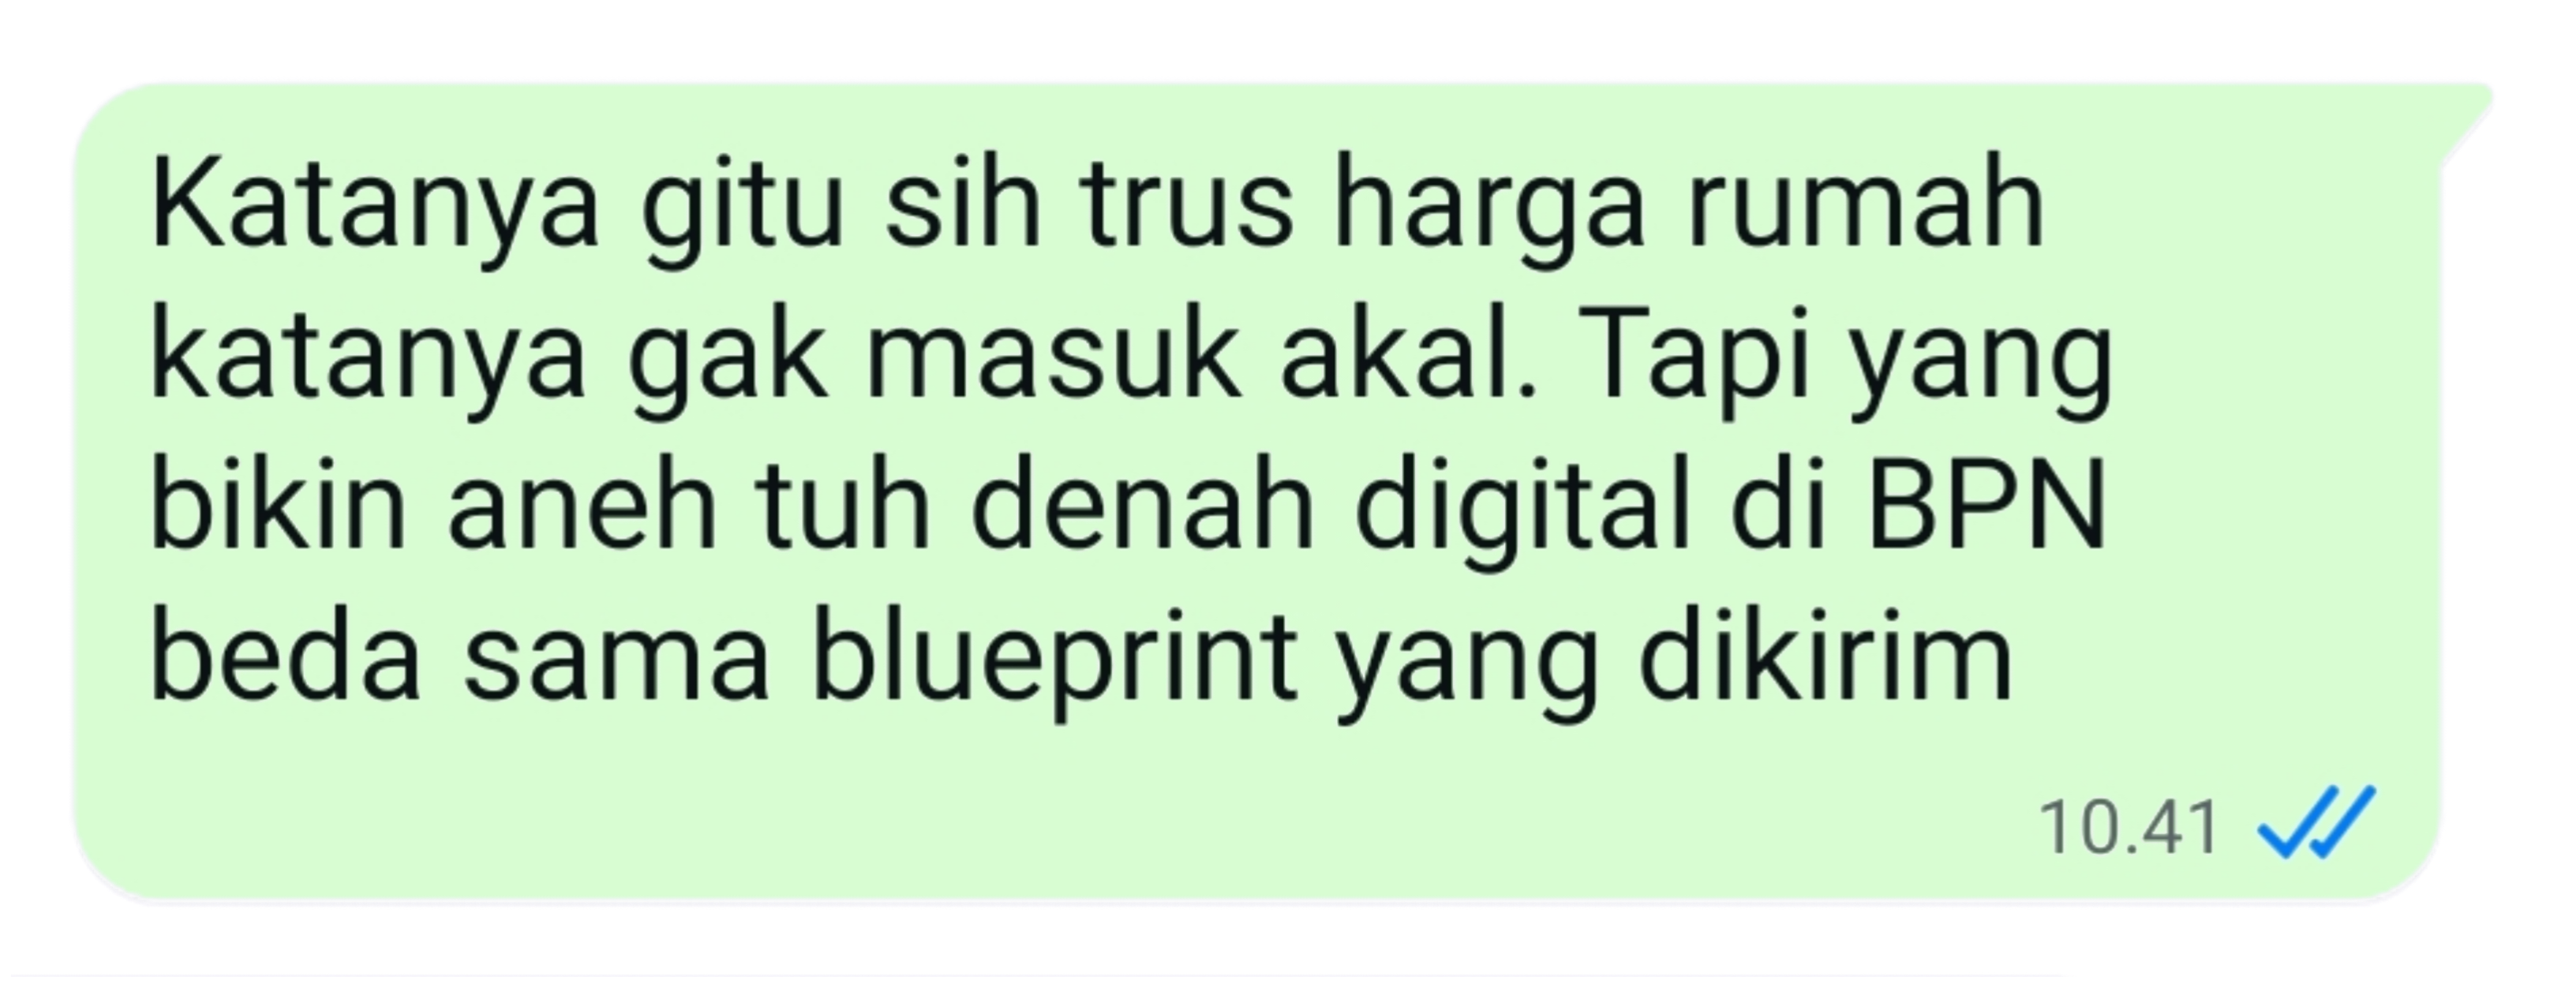 Katanya gitu sih trus harga rumah
katanya gak masuk akal. Tapi yang
bikin aneh tuh denah digital di BPN
beda sama blueprint yang dikirim
10.41